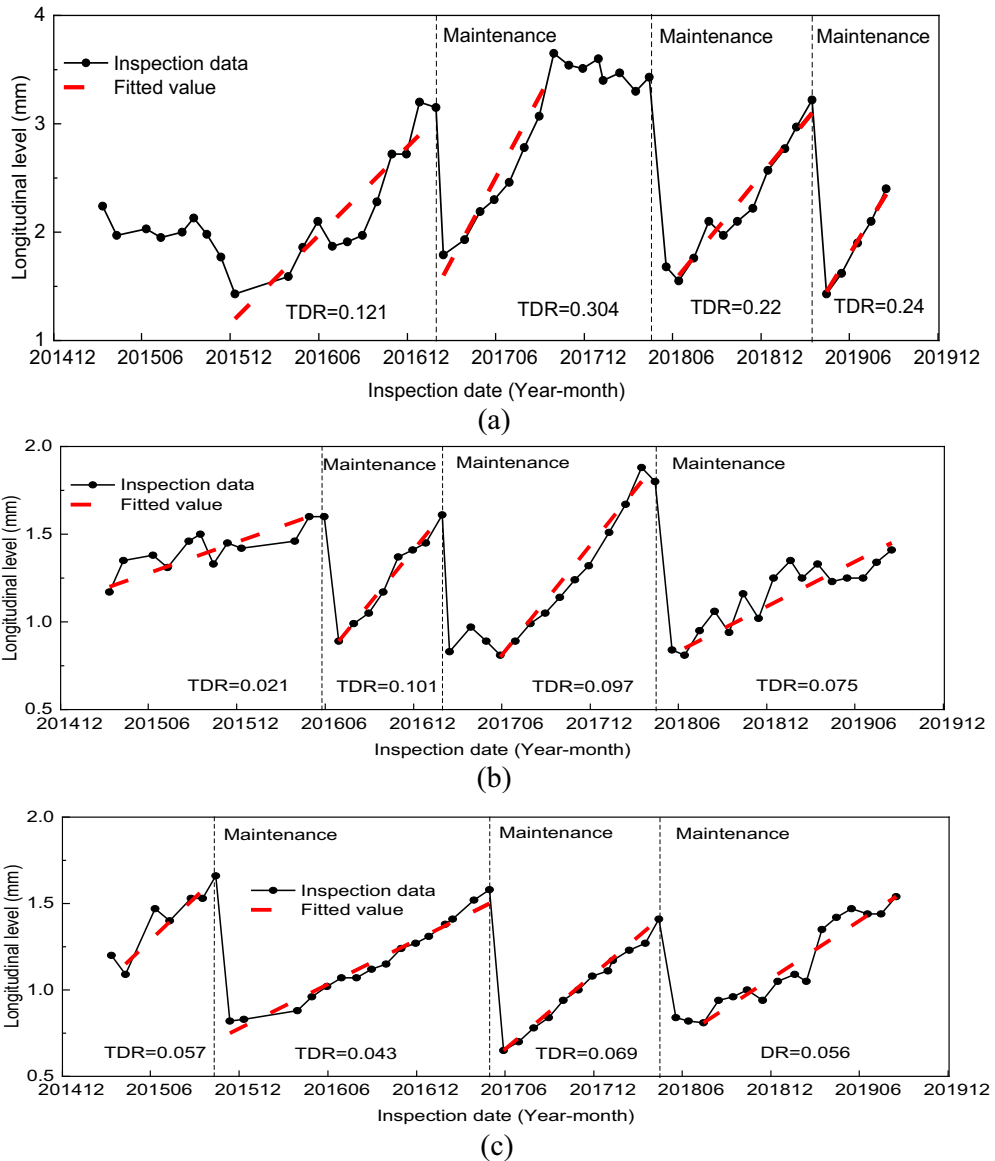 4
3
2
1
Longitudinal level (mm)
Inspection data
Fitted value
Maintenance
Maintenance
Maintenance
TDR=0.121
TDR=0.304
TDR=0.22
TDR=0.24
201412 201506 201512 201606 201612 201706 201712 201806 201812 201906 201912
Inspection date (Year-month)
(a)
2.0
1.5
1.0
0.5
Longitudinal level (mm)
Inspection data
Fitted value
Maintenance
Maintenance
Maintenance
TDR=0.021
TDR=0.101
TDR=0.097
TDR=0.075
201412 201506 201512 201606 201612 201706 201712 201806 201812 201906 201912
Inspection date (Year-month)
(b)
2.0
1.5
1.0
0.5
Longitudinal level (mm)
Maintenance
Maintenance
Maintenance
Inspection data
Fitted value
TDR=0.057
TDR=0.043
TDR=0.069
DR=0.056
201412 201506 201512 201606 201612 201706 201712 201806 201812 201906 201912
Inspection date (Year-month)
(c)